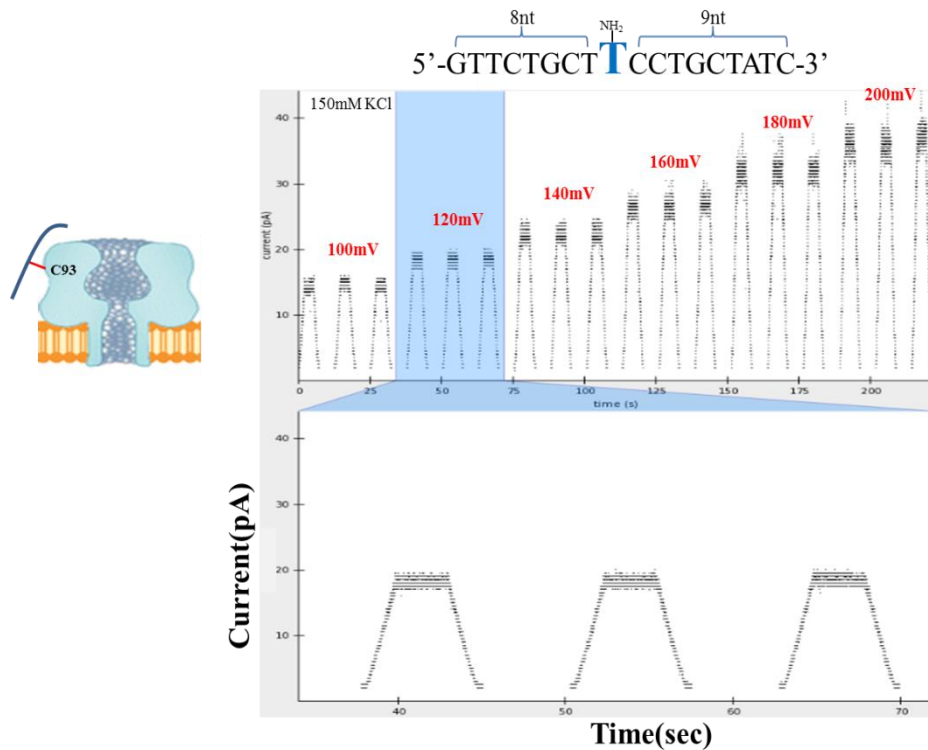 8nt
NH2
9nt
5’-GTTCTGCTTCCTGCTATC-3’
150mM KCl
200mV
180mV
160mV
140mV
120mV
100mV
C93
40
30
20
10
current (pA)
0
25
50
75
100
125
150
175
200
time (s)
40
30
20
10
0
Current(pA)
40
50
60
70
Time(sec)